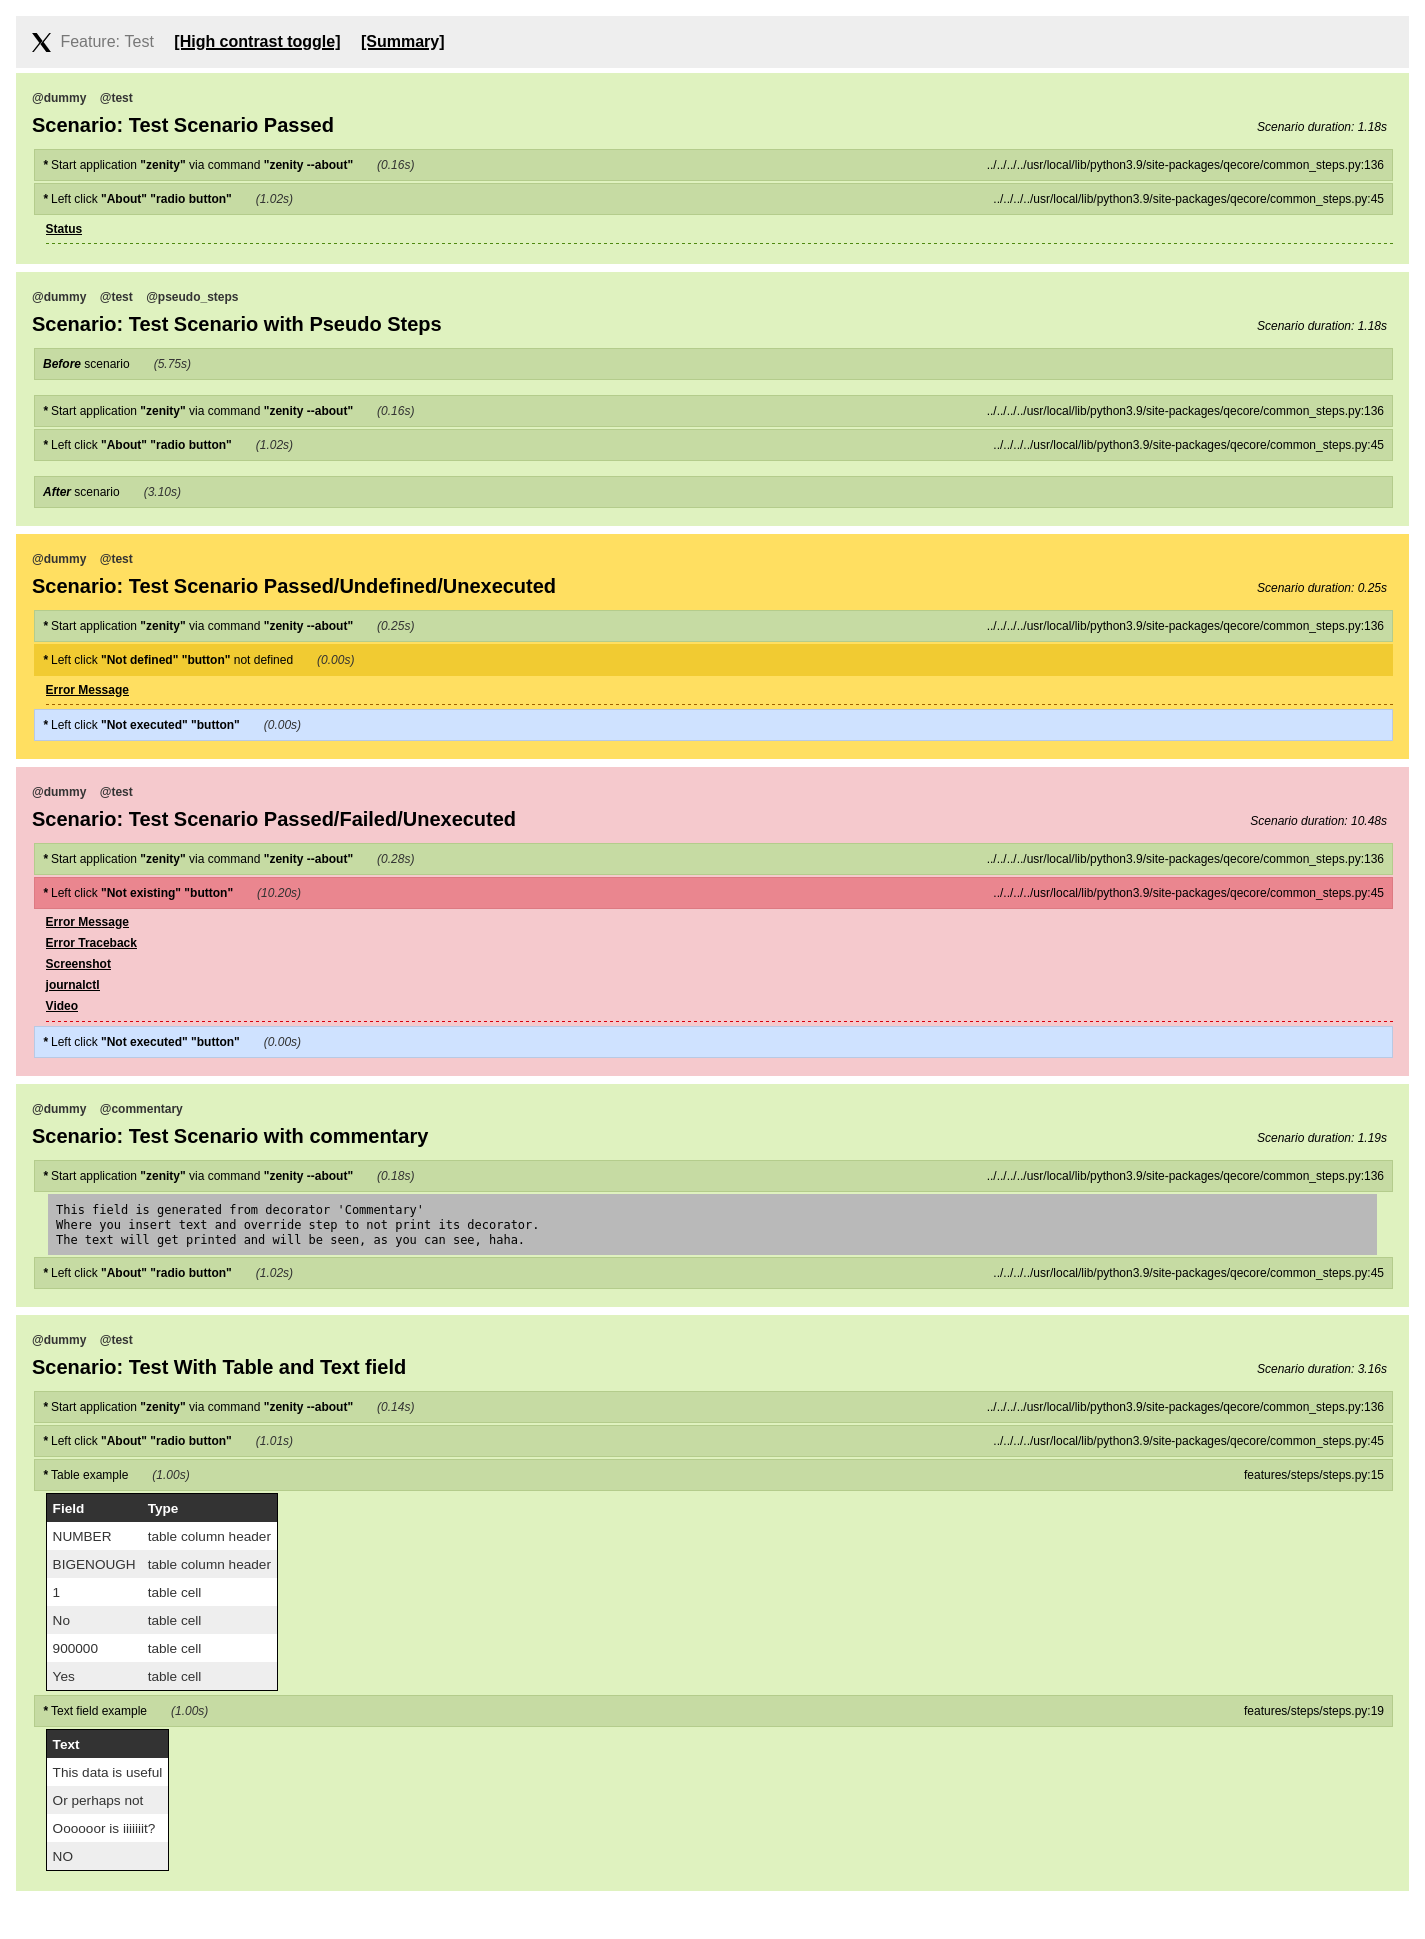 Feature: Test [High contrast toggle] [Summary]
@dummy @test
Scenario: Test Scenario Passed Scenario duration: 1.18s
* Start application "zenity" via command "zenity --about" (0.16s) ../../../../usr/local/lib/python3.9/site-packages/qecore/common_steps.py:136
* Left click "About" "radio button" (1.02s) ../../../../usr/local/lib/python3.9/site-packages/qecore/common_steps.py:45
Status
@dummy @test @pseudo_steps
Scenario: Test Scenario with Pseudo Steps Scenario duration: 1.18s
Before scenario (5.75s)
* Start application "zenity" via command "zenity --about" (0.16s) ../../../../usr/local/lib/python3.9/site-packages/qecore/common_steps.py:136
* Left click "About" "radio button" (1.02s) ../../../../usr/local/lib/python3.9/site-packages/qecore/common_steps.py:45
After scenario (3.10s)
@dummy @test
Scenario: Test Scenario Passed/Undefined/Unexecuted Scenario duration: 0.25s
* Start application "zenity" via command "zenity --about" (0.25s) ../../../../usr/local/lib/python3.9/site-packages/qecore/common_steps.py:136
* Left click "Not defined" "button" not defined (0.00s)
Error Message
* Left click "Not executed" "button" (0.00s)
@dummy @test
Scenario: Test Scenario Passed/Failed/Unexecuted Scenario duration: 10.48s
* Start application "zenity" via command "zenity --about" (0.28s) ../../../../usr/local/lib/python3.9/site-packages/qecore/common_steps.py:136
* Left click "Not existing" "button" (10.20s) ../../../../usr/local/lib/python3.9/site-packages/qecore/common_steps.py:45
Error Message
Error Traceback
Screenshot
journalctl
Video
* Left click "Not executed" "button" (0.00s)
@dummy @commentary
Scenario: Test Scenario with commentary Scenario duration: 1.19s
* Start application "zenity" via command "zenity --about" (0.18s) ../../../../usr/local/lib/python3.9/site-packages/qecore/common_steps.py:136
This field is generated from decorator 'Commentary'
Where you insert text and override step to not print its decorator.
The text will get printed and will be seen, as you can see, haha.
* Left click "About" "radio button" (1.02s) ../../../../usr/local/lib/python3.9/site-packages/qecore/common_steps.py:45
@dummy @test
Scenario: Test With Table and Text field Scenario duration: 3.16s
* Start application "zenity" via command "zenity --about" (0.14s) ../../../../usr/local/lib/python3.9/site-packages/qecore/common_steps.py:136
* Left click "About" "radio button" (1.01s) ../../../../usr/local/lib/python3.9/site-packages/qecore/common_steps.py:45
* Table example (1.00s) features/steps/steps.py:15
Field Type
NUMBER table column header
BIGENOUGH table column header
1 table cell
No table cell
900000 table cell
Yes table cell
* Text field example (1.00s) features/steps/steps.py:19
Text
This data is useful
Or perhaps not
Oooooor is iiiiiiit?
NO